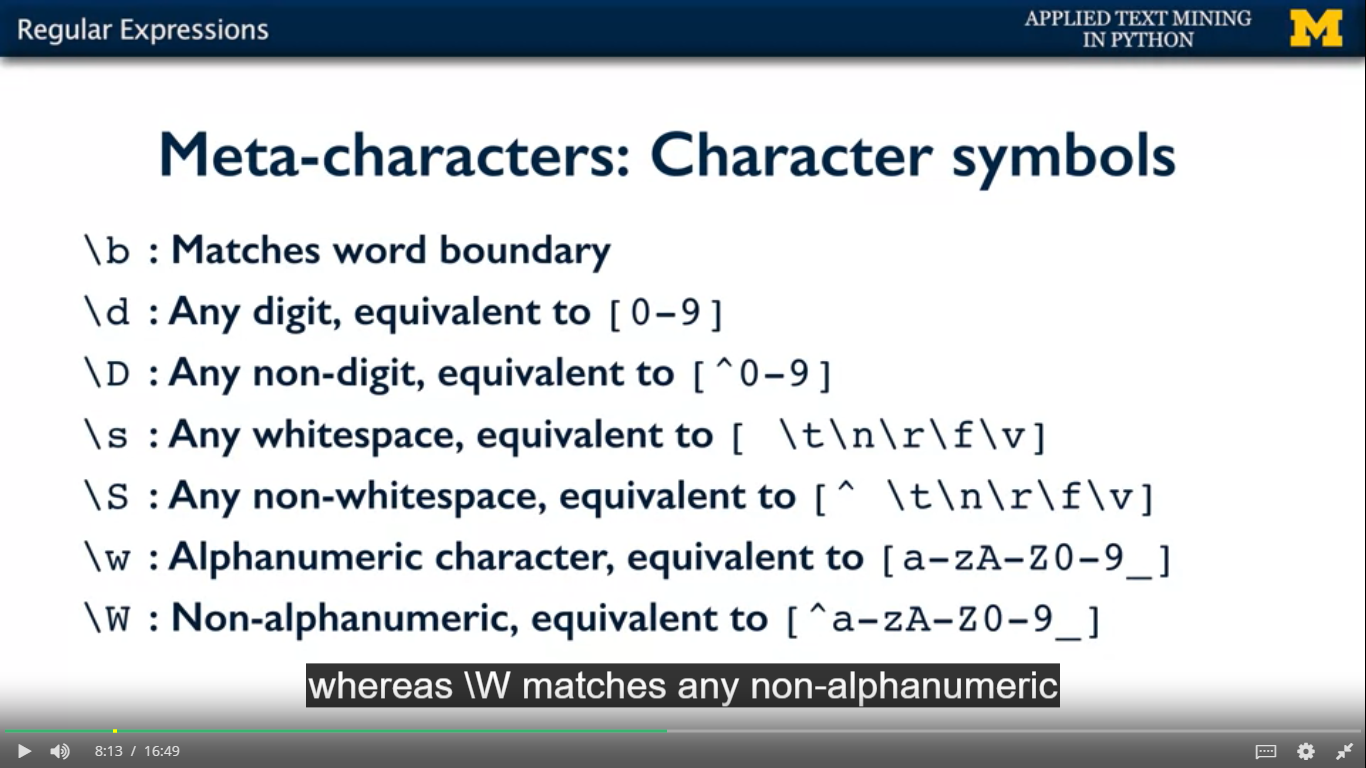 Regular Expressions
APPLIED TEXT MINING
IN PYTHON
M
Meta-characters: Character symbols
\b : Matches word boundary
\d : Any digit, equivalent to [0-9]
\D : Any non-digit, equivalent to [^0-9]
\s : Any whitespace, equivalent to [ \t\n\r\f\v]
\S : Any non-whitespace, equivalent to [^ \t\n\r\f\v]
\w : Alphanumeric character, equivalent to [a-zA-Z0-9_]
\W : Non-alphanumeric, equivalent to [^a-zA-Z0-9_]
whereas \W matches any non-alphanumeric
8:13 / 16:49